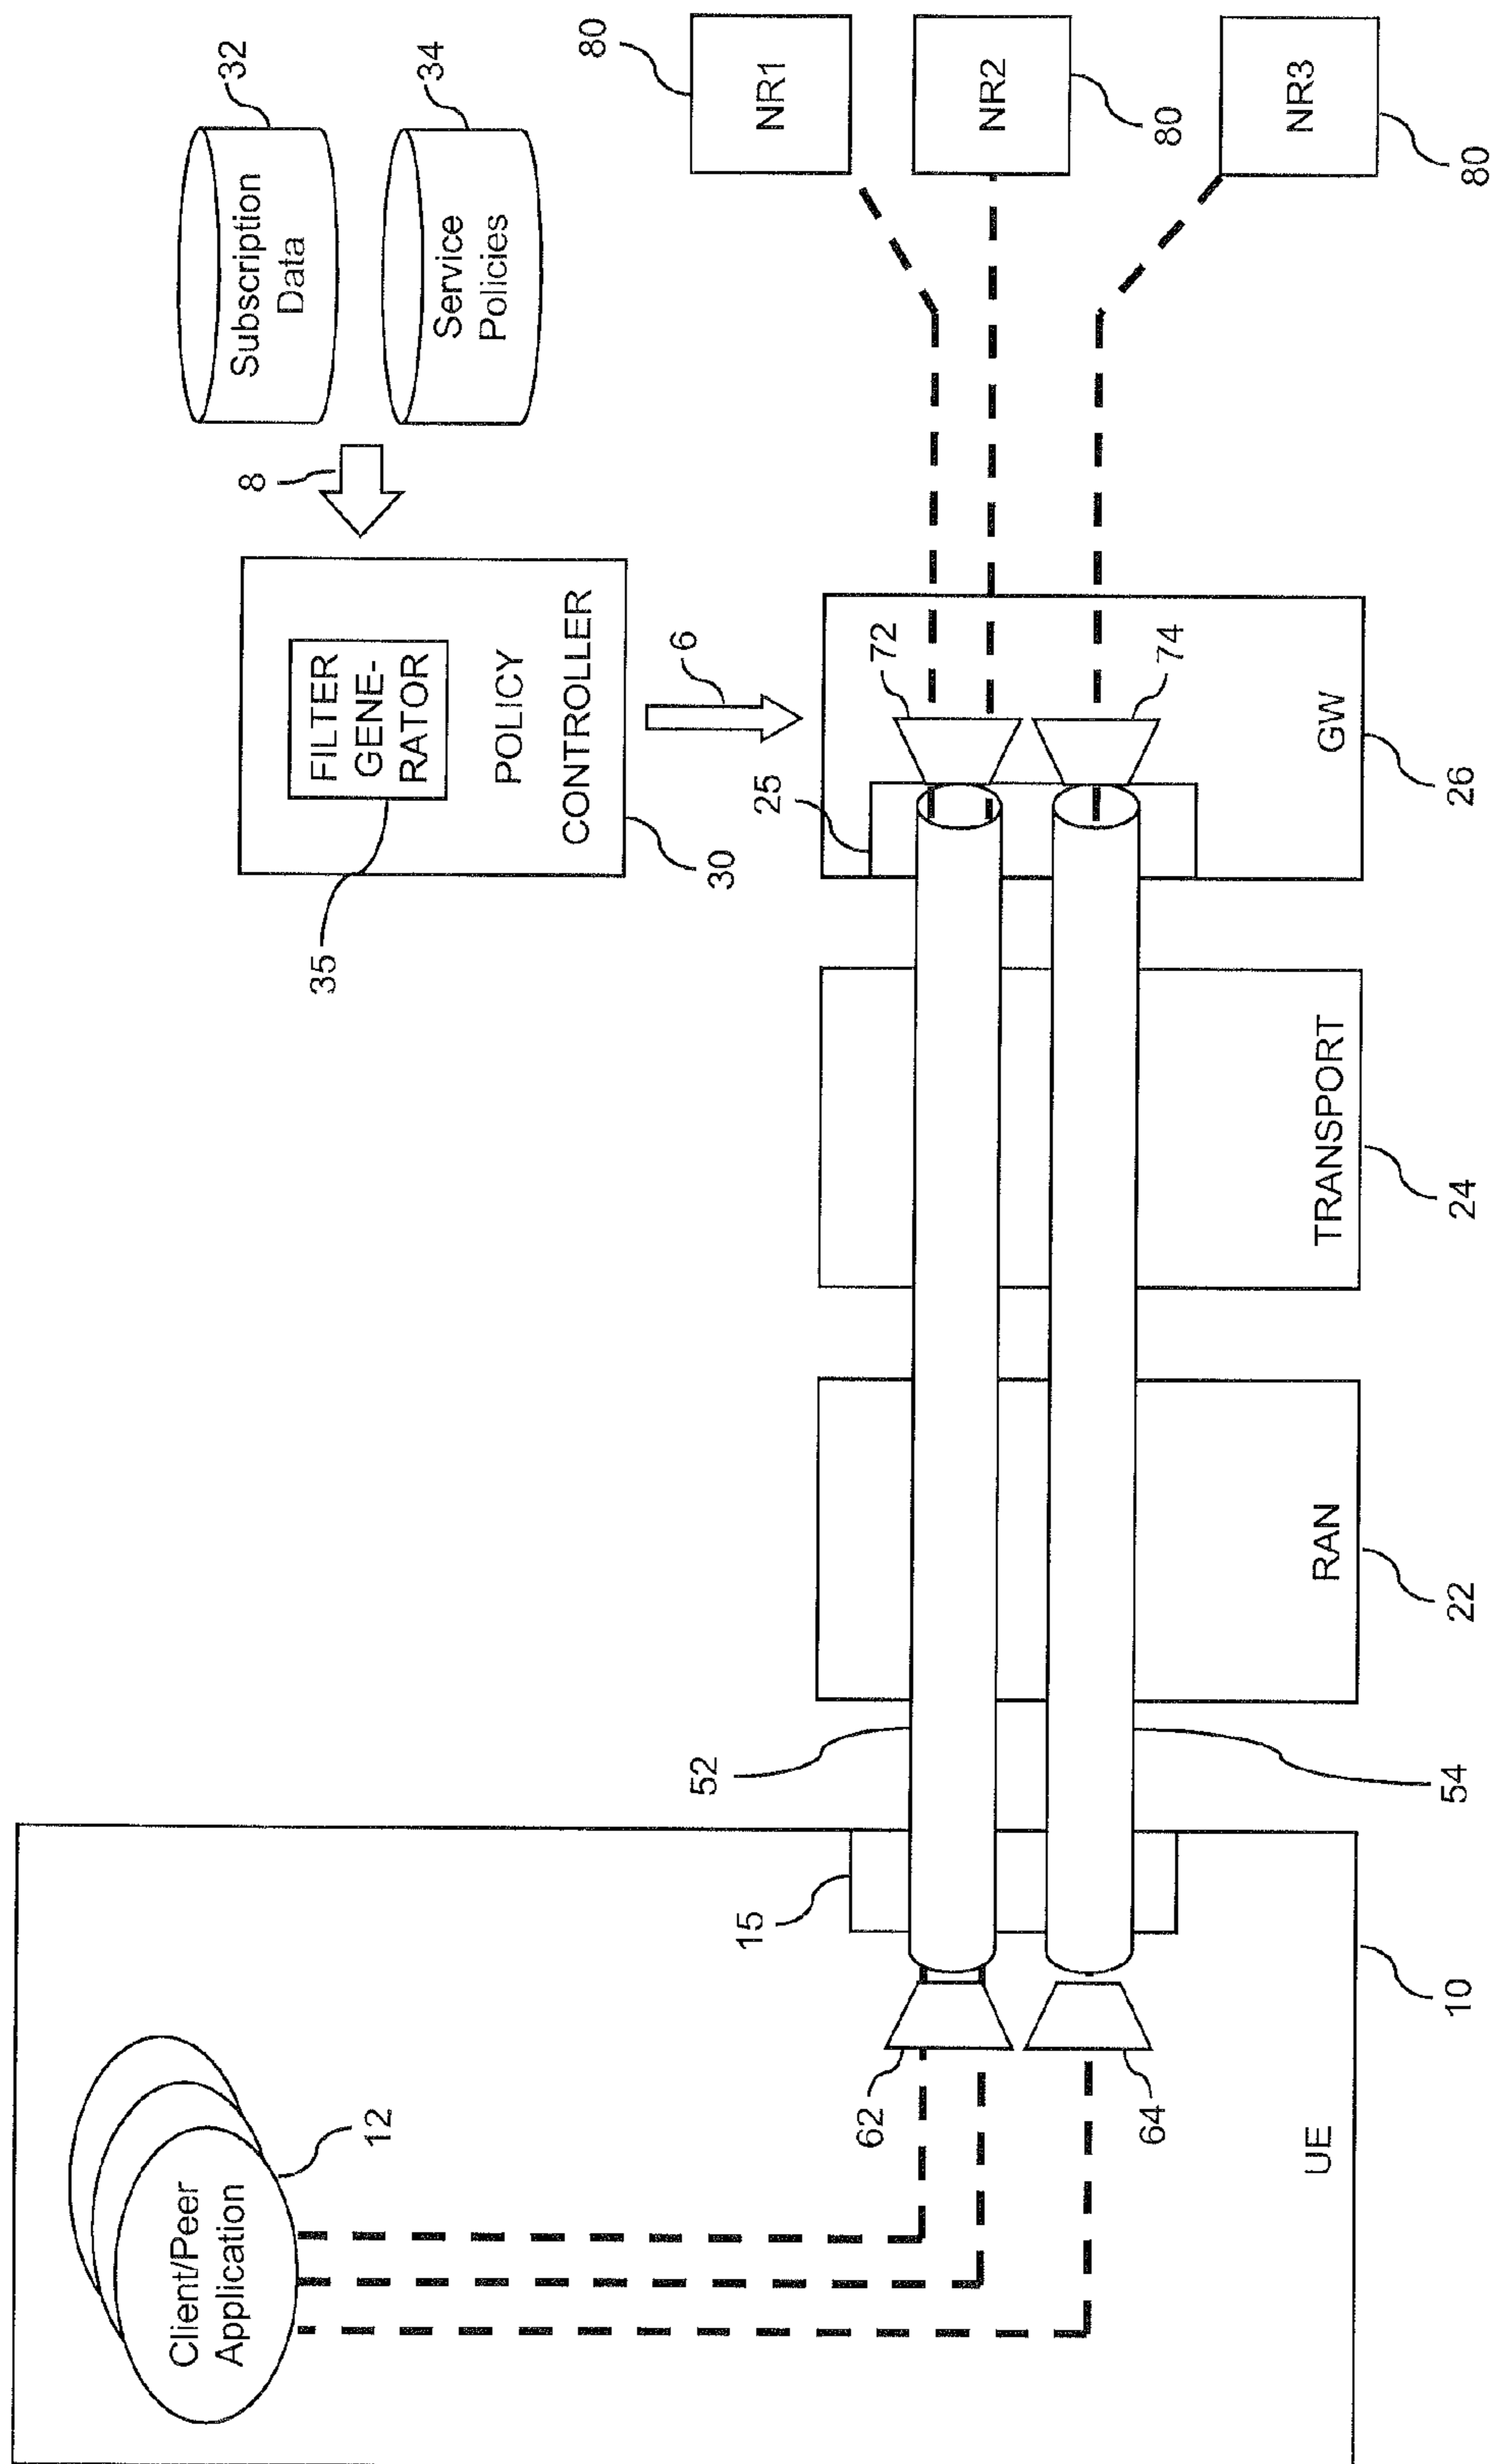 Client/Peer
Application
12
UE
10
15
62
64
52
54
RAN
22
TRANSPORT
24
GW
26
25
72
74
6
FILTER
GENE-
RATOR
POLICY
CONTROLLER
35
30
8
Subscription
Data
32
Service
Policies
34
NR1
80
NR2
80
NR3
80